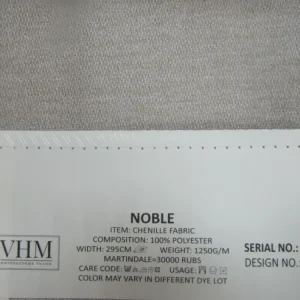 NOBLE
ITEM: CHENILLE FABRIC
COMPOSITION: 100% POLYESTER
WIDTH: 295CM WEIGHT: 1250G/M
MARTINDALE=30000 RUBS
CARE CODE: USAGE:
COLOR MAY VARY IN DIFFERENT DYE LOT
VHM
SERIAL NO.:
DESIGN NO.: